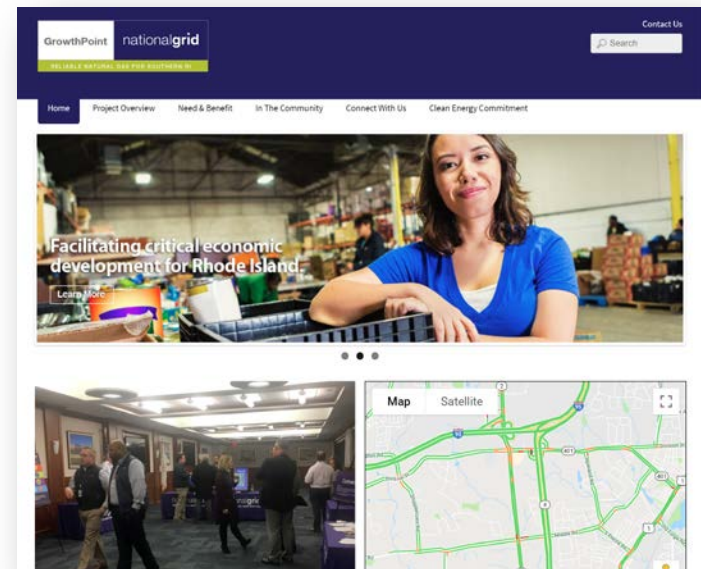 Contact Us
GrowthPoint nationalgrid
Search
RELIABLE NATURAL GAS FOR SOUTHERN RI
Home Project Overview Need & Benefit In The Community Connect With Us Clean Energy Commitment
Facilitating critical economic
development for Rhode Island.
Learn More
Map Satellite
nationalgrid